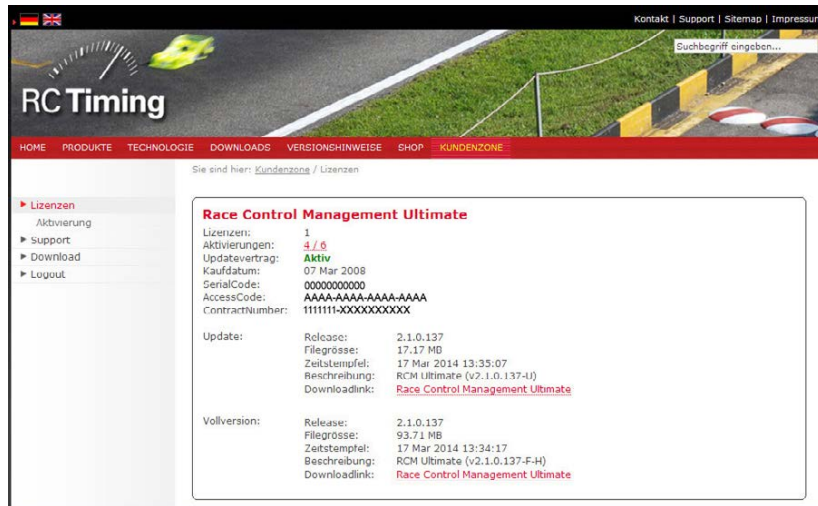 Kontakt | Support | Sitemap | Impressum
Suchbegriff eingeben...
RC Timing
HOME PRODUKTE TECHNOLOGIE DOWNLOADS VERSIONSHINWEISE SHOP KUNDENZONE
Sie sind hier: Kundenzone / Lizenzen
Lizenzen
Aktivierung
Support
Download
Logout
Race Control Management Ultimate
Lizenzen: 1
Aktivierungen: 4 / 6
Updatevertrag: Aktiv
Kaufdatum: 07 Mar 2008
SerialCode: 00000000000
AccessCode: AAAA-AAAA-AAAA-AAAA
ContractNumber: 1111111-XXXXXXXXXX
Update: Release: 2.1.0.137
Filegrösse: 17.17 MB
Zeitstempfel: 17 Mar 2014 13:35:07
Beschreibung: RCM Ultimate (v2.1.0.137-U)
Downloadlink: Race Control Management Ultimate
Vollversion: Release: 2.1.0.137
Filegrösse: 93.71 MB
Zeitstempfel: 17 Mar 2014 13:34:17
Beschreibung: RCM Ultimate (v2.1.0.137-F-H)
Downloadlink: Race Control Management Ultimate